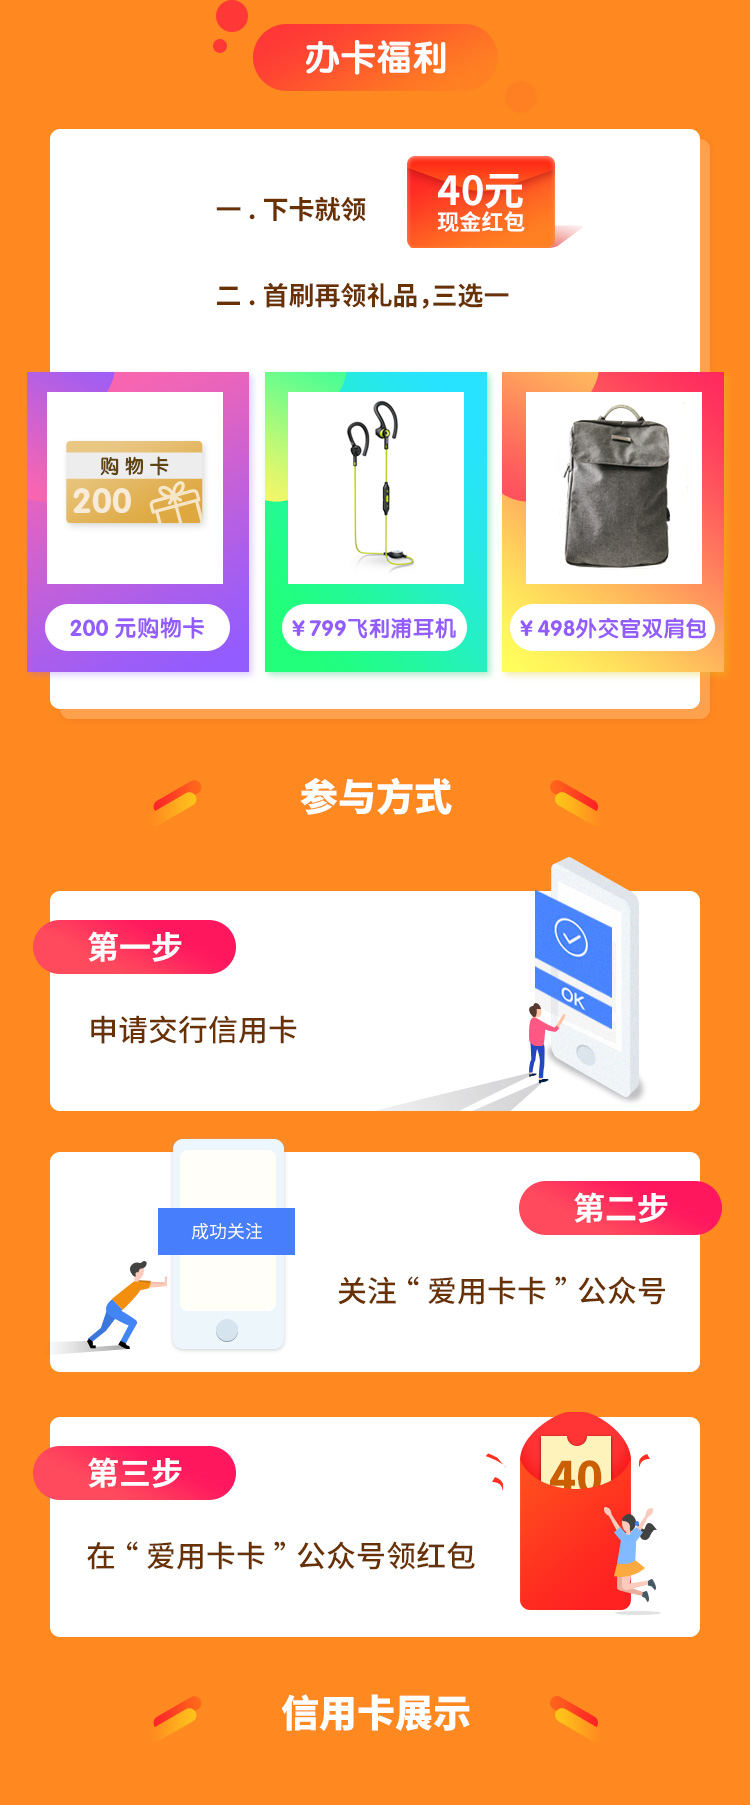 办卡福利
一 . 下卡就领
40元
现金红包
二 . 首刷再领礼品，三选一
购物卡
200
200 元购物卡
￥799飞利浦耳机
￥498外交官双肩包
参与方式
第一步
OK
申请交行信用卡
成功关注
第二步
关注 “ 爱用卡卡 ” 公众号
第三步
40
在 “ 爱用卡卡 ” 公众号领红包
信用卡展示